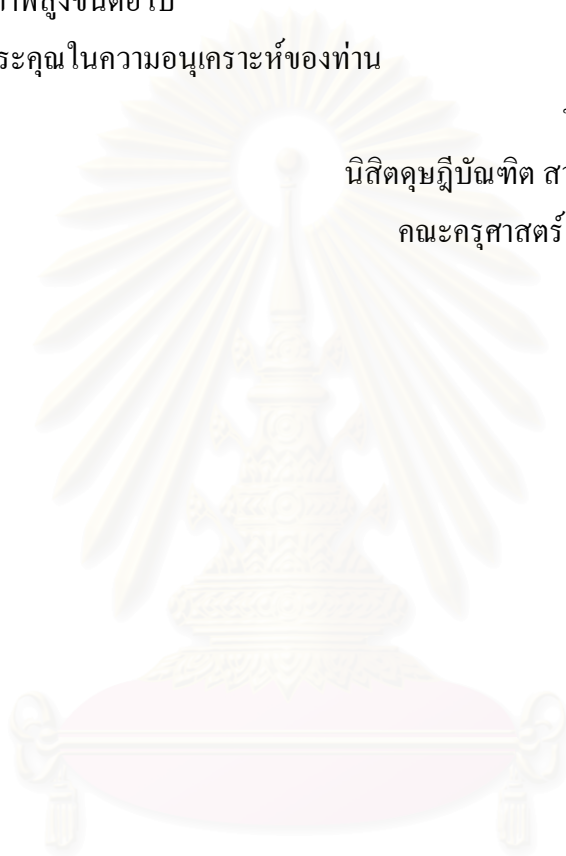 ภาพสูงขึ้นต่อไป
ระคุณในความอนุเคราะห์ของท่าน
นิสิตดุษฎีบัณฑิต
คณะครุศาสตร์